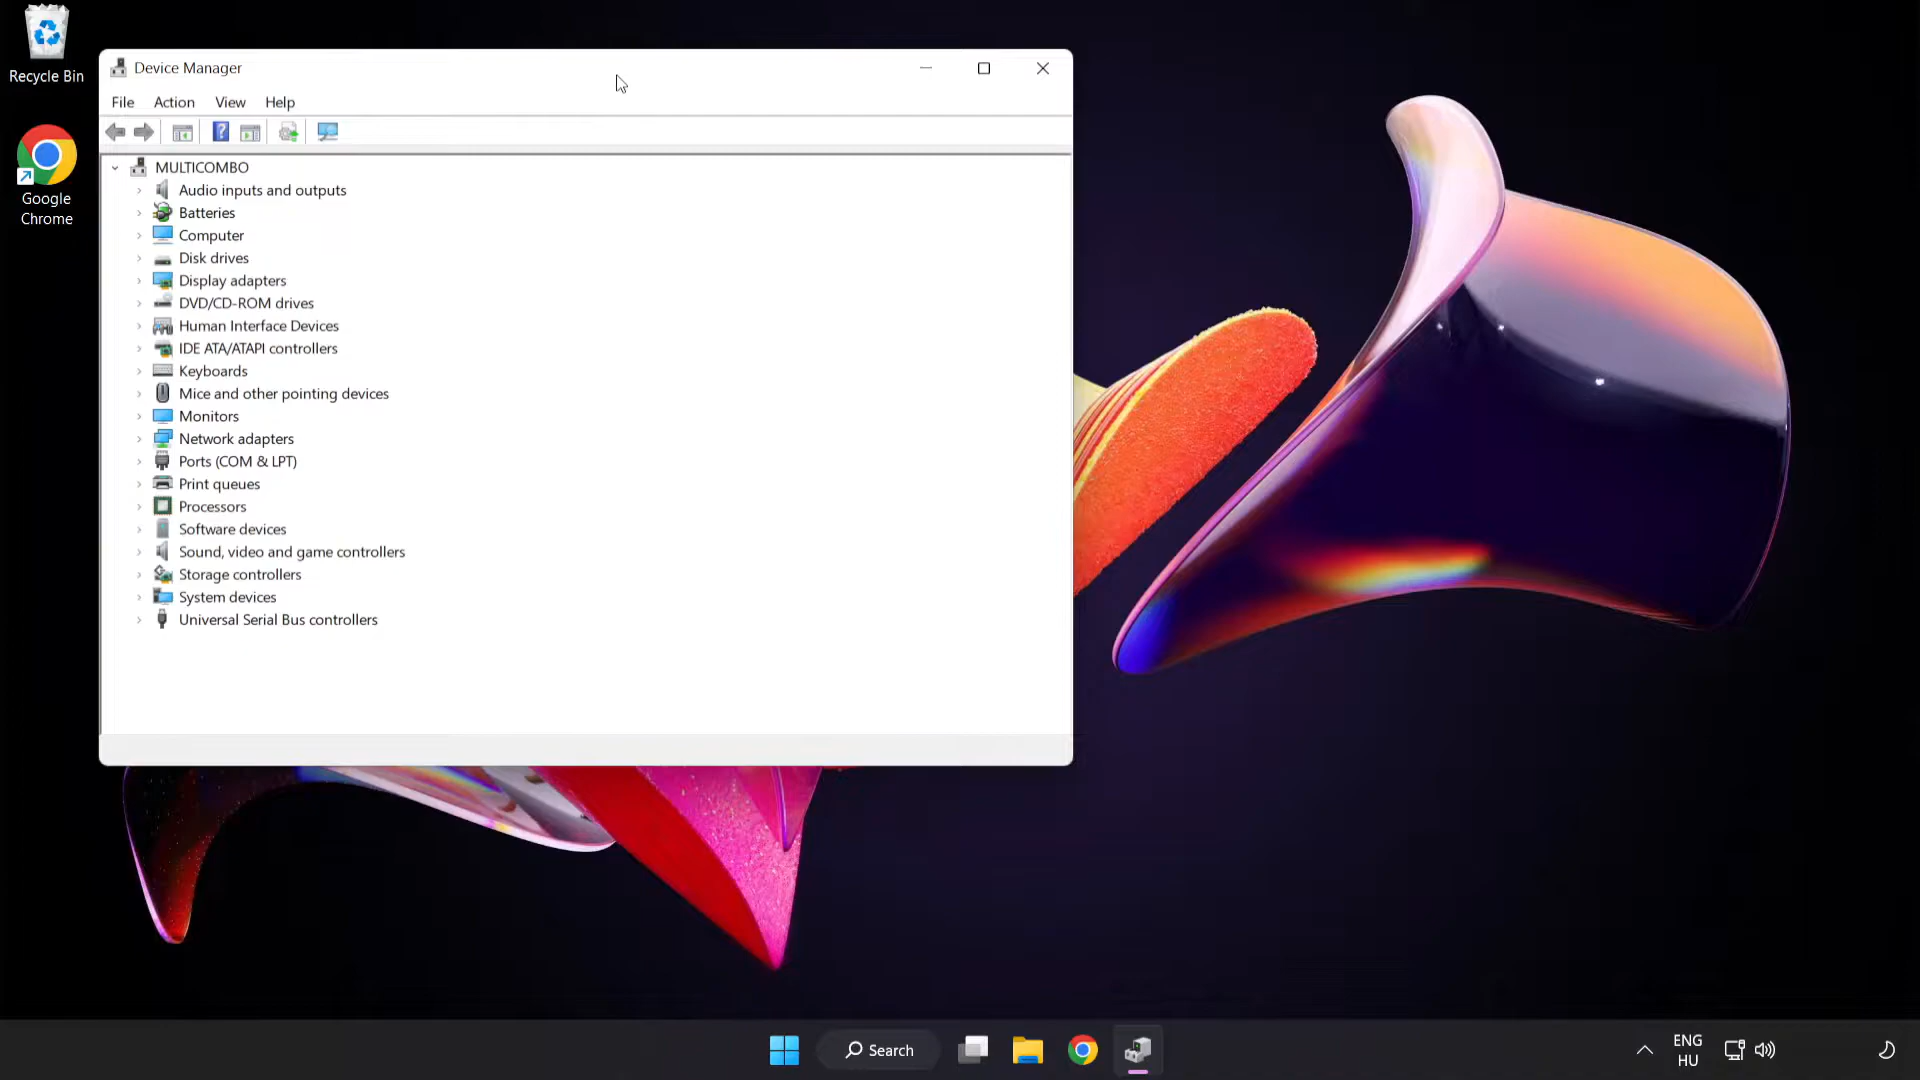 Recycle Bin
Google
Chrome
Device Manager
File Action View Help
MULTICOMBO
Audio inputs and outputs
Batteries
Computer
Disk drives
Display adapters
DVD/CD-ROM drives
Human Interface Devices
IDE ATA/ATAPI controllers
Keyboards
Mice and other pointing devices
Monitors
Network adapters
Ports (COM & LPT)
Print queues
Processors
Software devices
Sound, video and game controllers
Storage controllers
System devices
Universal Serial Bus controllers
Search
ENG
HU